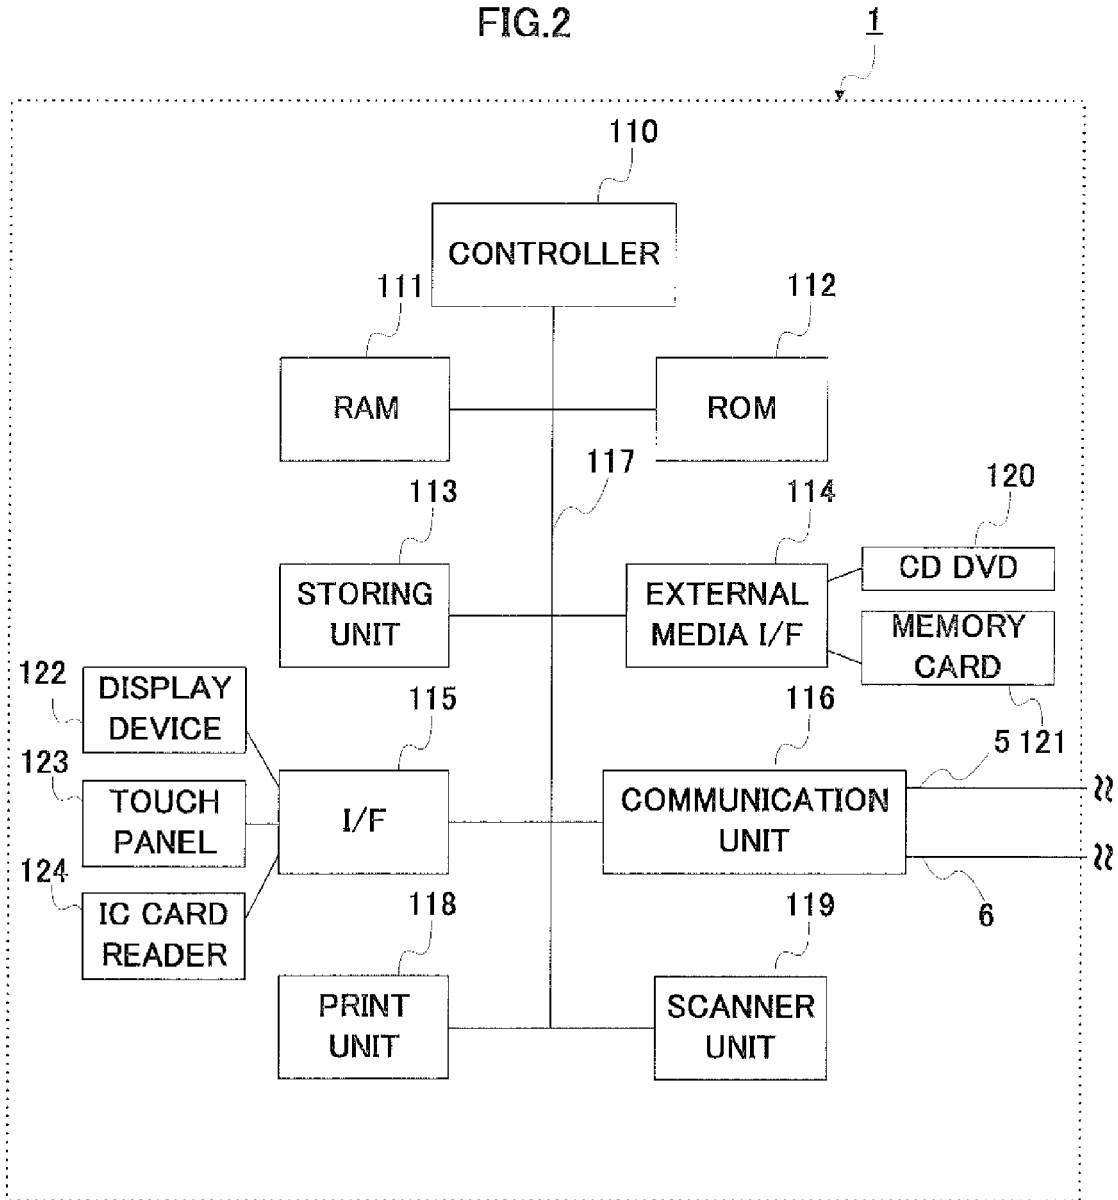 FIG.2
1
110
CONTROLLER
111
112
RAM
ROM
117
113
114
120
STORING
UNIT
EXTERNAL
MEDIA I/F
CD DVD
MEMORY
CARD
122
DISPLAY
DEVICE
115
116
5
121
123
TOUCH
PANEL
I/F
COMMUNICATION
UNIT
124
IC CARD
READER
118
119
6
PRINT
UNIT
SCANNER
UNIT